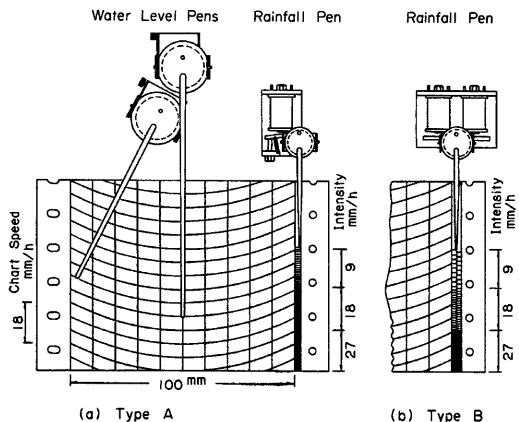 Water Level Pens
Rainfall Pen
Rainfall Pen
Chart Speed
mm/h
18
Intensity
mm/h
9
18
27
Intensity
mm/h
9
18
27
100 mm
(a) Type A
(b) Type B